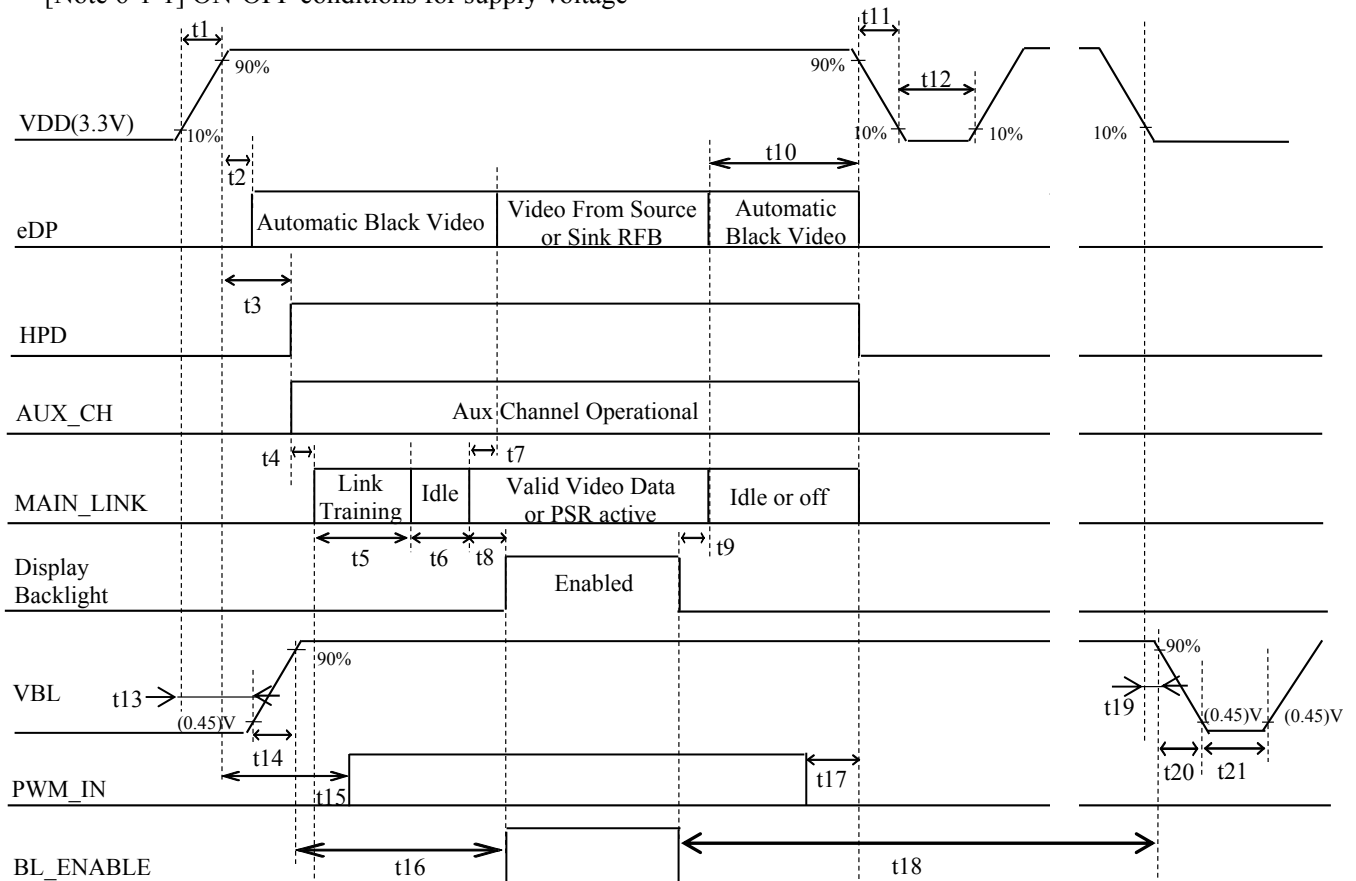 [Note 6-1-1] ON-OFF conditions for supply voltage
t1
t11
90%
90%
t12
VDD(3.3V)
10%
10%
10%
10%
t2
t10
eDP
Automatic Black Video
Video From Source
or Sink RFB
Automatic
Black Video
t3
HPD
AUX_CH
Aux Channel Operational
t4
t7
MAIN_LINK
Link
Training
Idle
Valid Video Data
or PSR active
Idle or off
t5
t6
t8
t9
Display
Backlight
Enabled
90%
90%
VBL
t13
t19
(0.45)V
(0.45)V
(0.45)V
t14
t20
t21
PWM_IN
t15
t17
BL_ENABLE
t16
t18